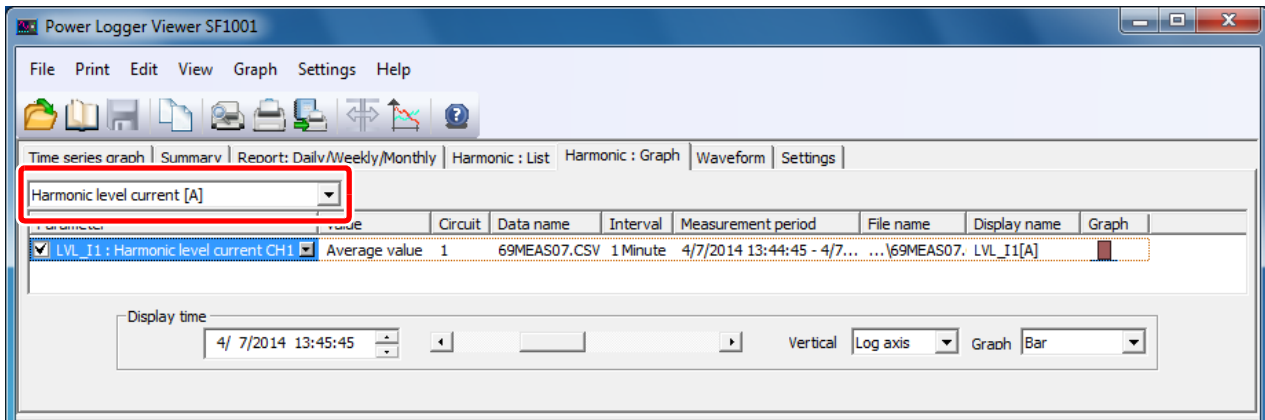 Power Logger Viewer SF1001
File Print Edit View Graph Settings Help
Time series graph Summary Report: Daily/Weekly/Monthly Harmonic : List Harmonic : Graph Waveform Settings
Harmonic level current [A]
Parameter Value Circuit Data name Interval Measurement period File name Display name Graph
LVL_I1 : Harmonic level current CH1 Average value 1 69MEAS07.CSV 1 Minute 4/7/2014 13:44:45 - 4/7... ...\69MEAS07. LVL_I1[A]
Display time
4/ 7/2014 13:45:45 Vertical Log axis Graph Bar